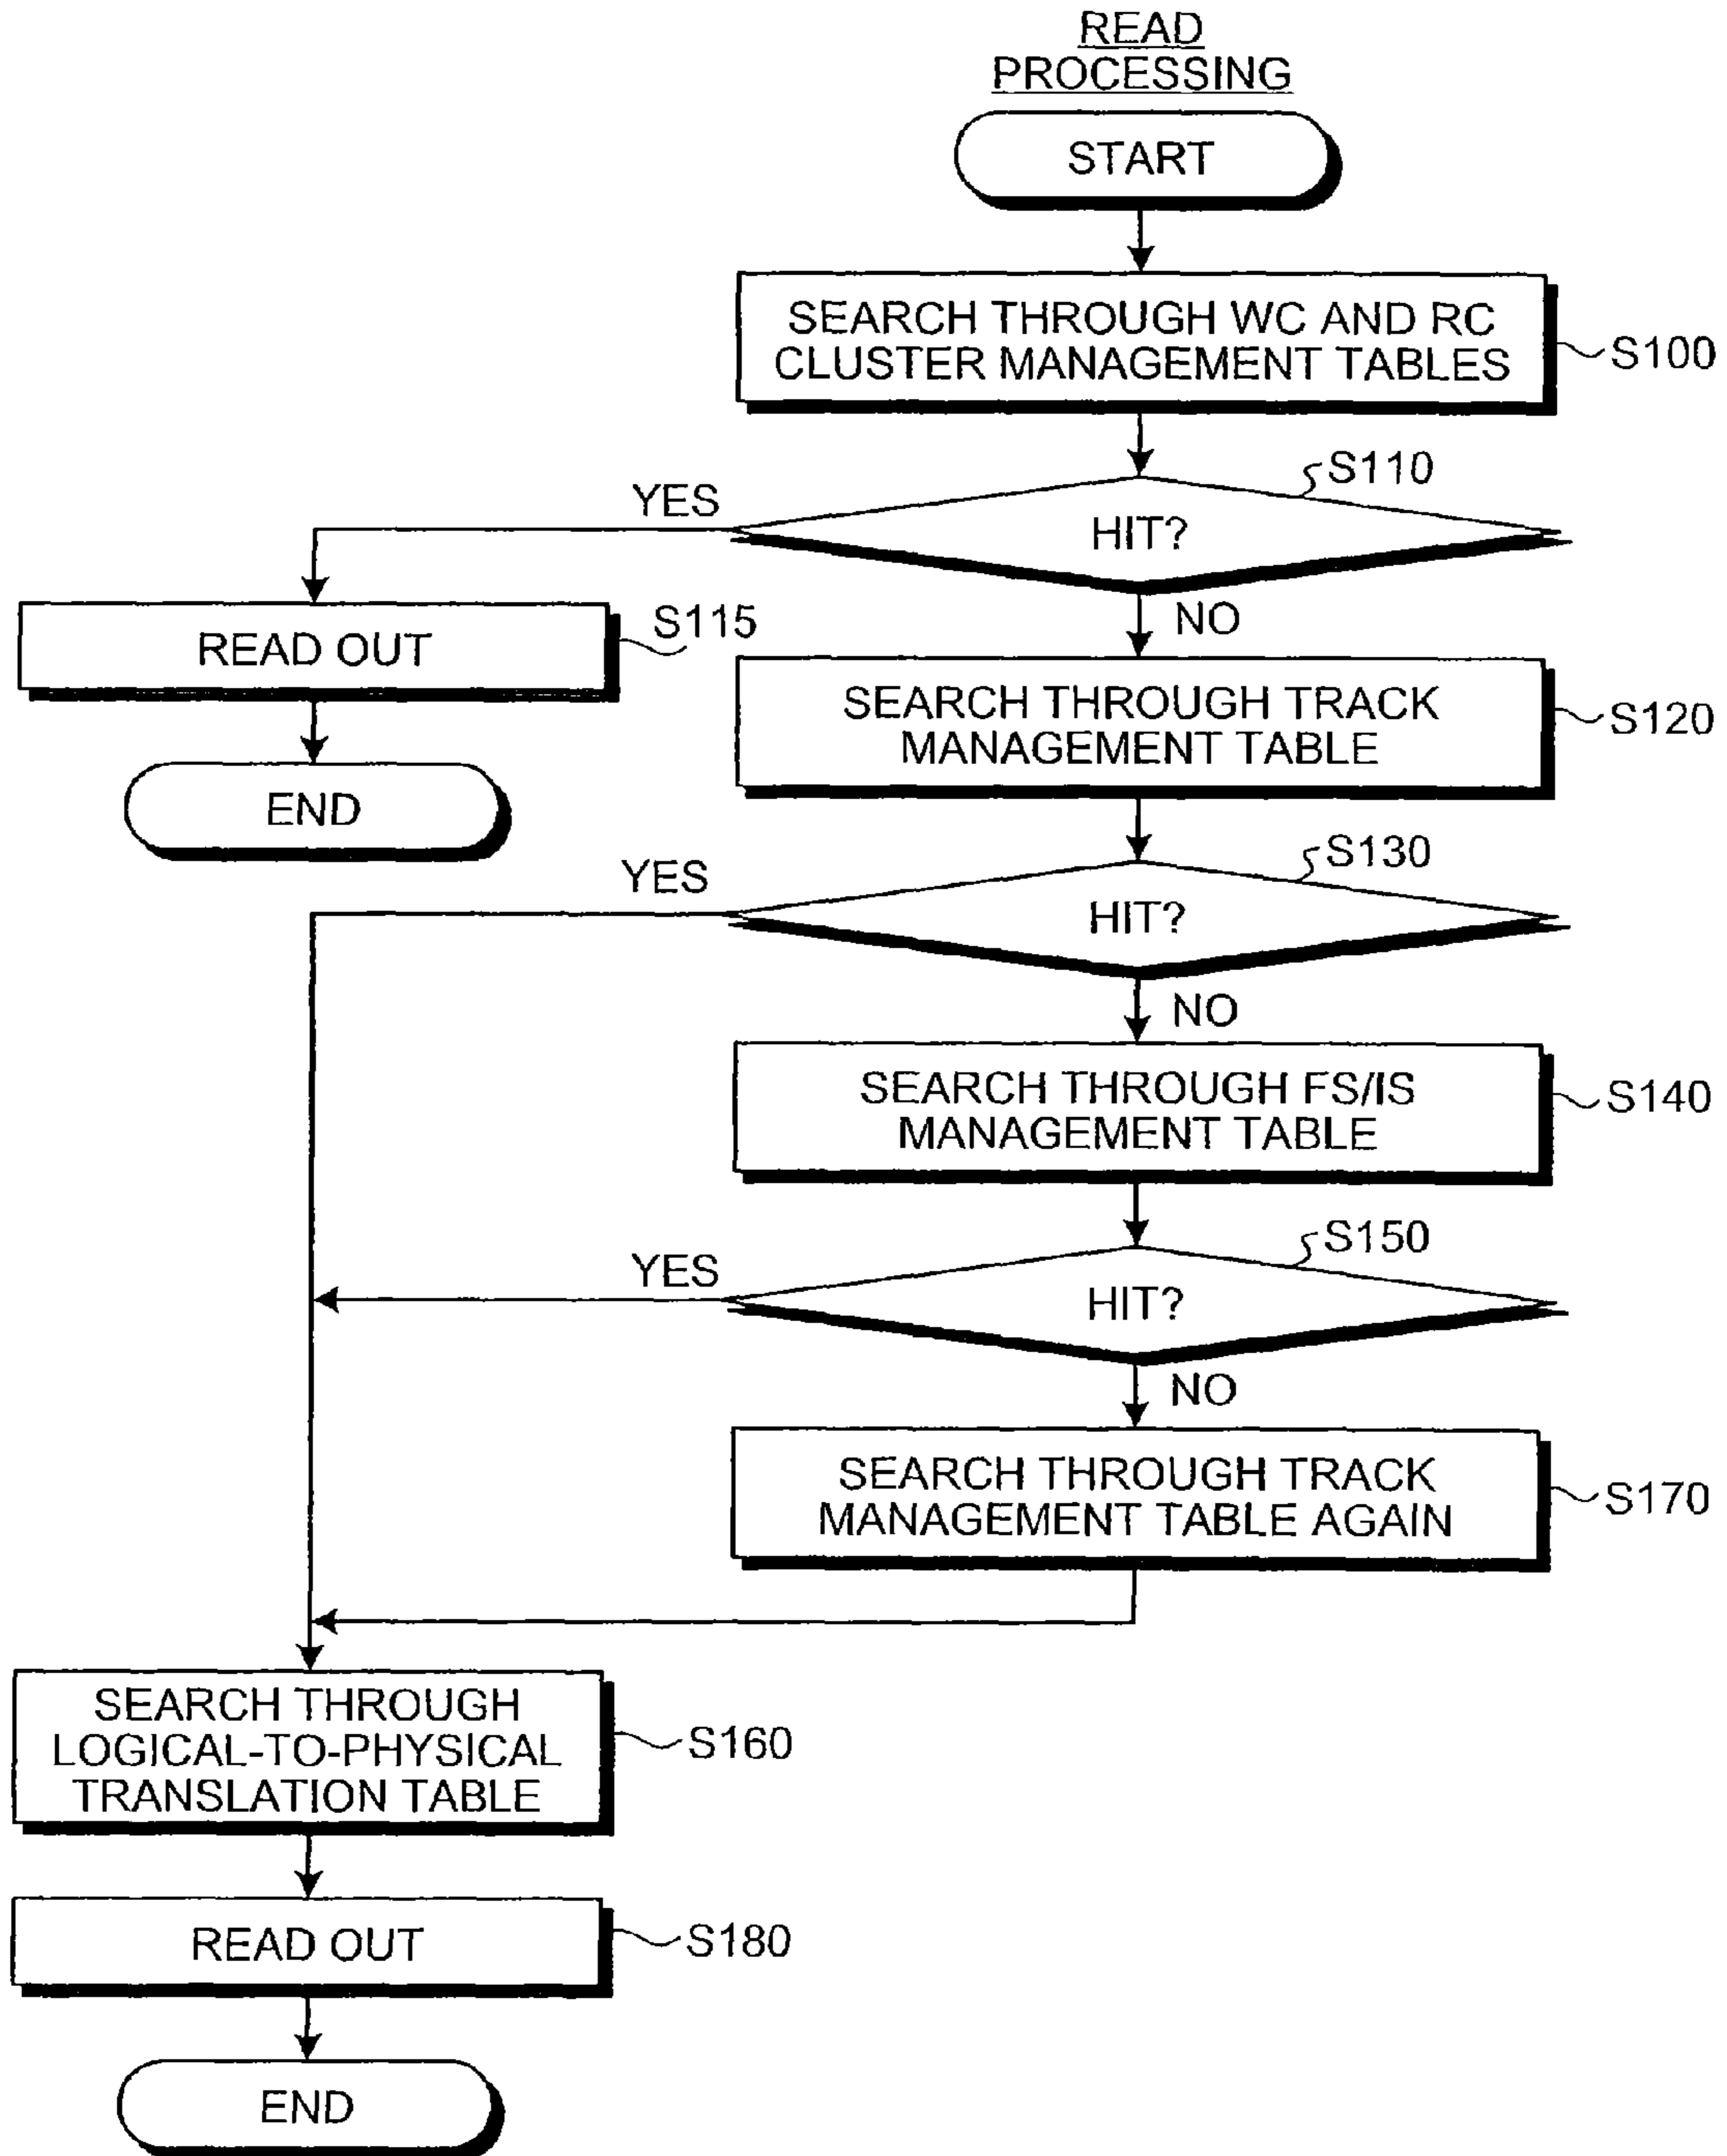 READ
PROCESSING
START
SEARCH THROUGH WC AND RC
CLUSTER MANAGEMENT TABLES
S100
S110
YES
HIT?
NO
READ OUT
S115
SEARCH THROUGH TRACK
MANAGEMENT TABLE
S120
END
S130
YES
HIT?
NO
SEARCH THROUGH FS/IS
MANAGEMENT TABLE
S140
S150
YES
HIT?
NO
SEARCH THROUGH TRACK
MANAGEMENT TABLE AGAIN
S170
SEARCH THROUGH
LOGICAL-TO-PHYSICAL
TRANSLATION TABLE
S160
READ OUT
S180
END